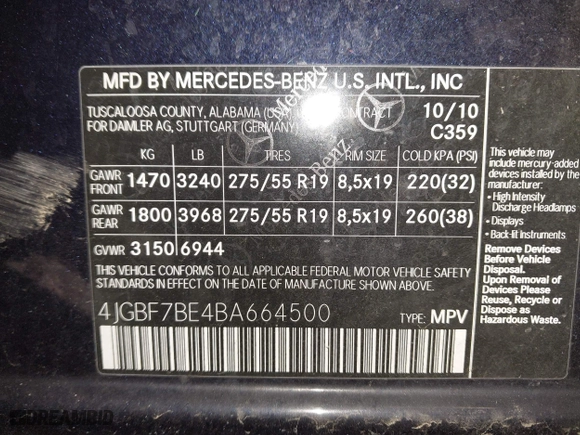 MFD BY MERCEDES-BENZ U.S. INTL., INC
TUSCALOOSA COUNTY, ALABAMA (USA) CONTRACT 10/10
FOR DAIMLER AG, STUTTGART (GERMANY) C359
KG LB TIRES RIM SIZE COLD KPA (PSI)
GAWR FRONT 1470 3240 275/55 R19 8,5x19 220(32)
GAWR REAR 1800 3968 275/55 R19 8,5x19 260(38)
GVWR 3150 6944
THIS VEHICLE CONFORMS TO ALL APPLICABLE FEDERAL MOTOR VEHICLE SAFETY
STANDARDS IN EFFECT ON THE DATE OF MANUFACTURE SHOWN ABOVE.
4JGBF7BE4BA664500 TYPE: MPV
This vehicle may
include mercury-added
devices installed by the
manufacturer:
• High Intensity
Discharge Headlamps
• Displays
• Back-lit Instruments
Remove Devices
Before Vehicle
Disposal.
Upon Removal of
Devices Please
Reuse, Recycle or
Dispose as
Hazardous Waste.
Mercedes-Benz
DREAMBID